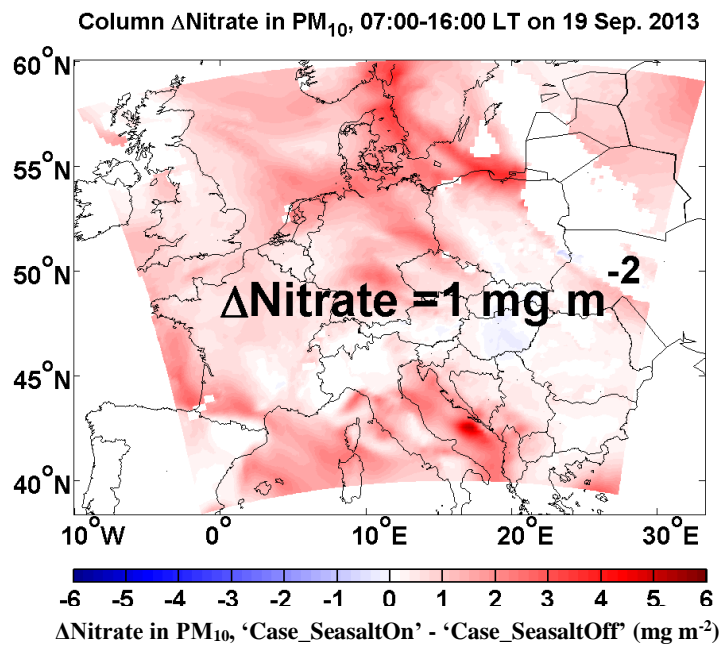 Column ΔNitrate in PM10, 07:00-16:00 LT on 19 Sep. 2013
60°N
55°N
50°N
ΔNitrate =1 mg m-2
45°N
40°N
10°W 0° 10°E 20°E 30°E
-6 -5 -4 -3 -2 -1 0 1 2 3 4 5 6
ΔNitrate in PM10, ‘Case_SeasaltOn’ - ‘Case_SeasaltOff’ (mg m-2)